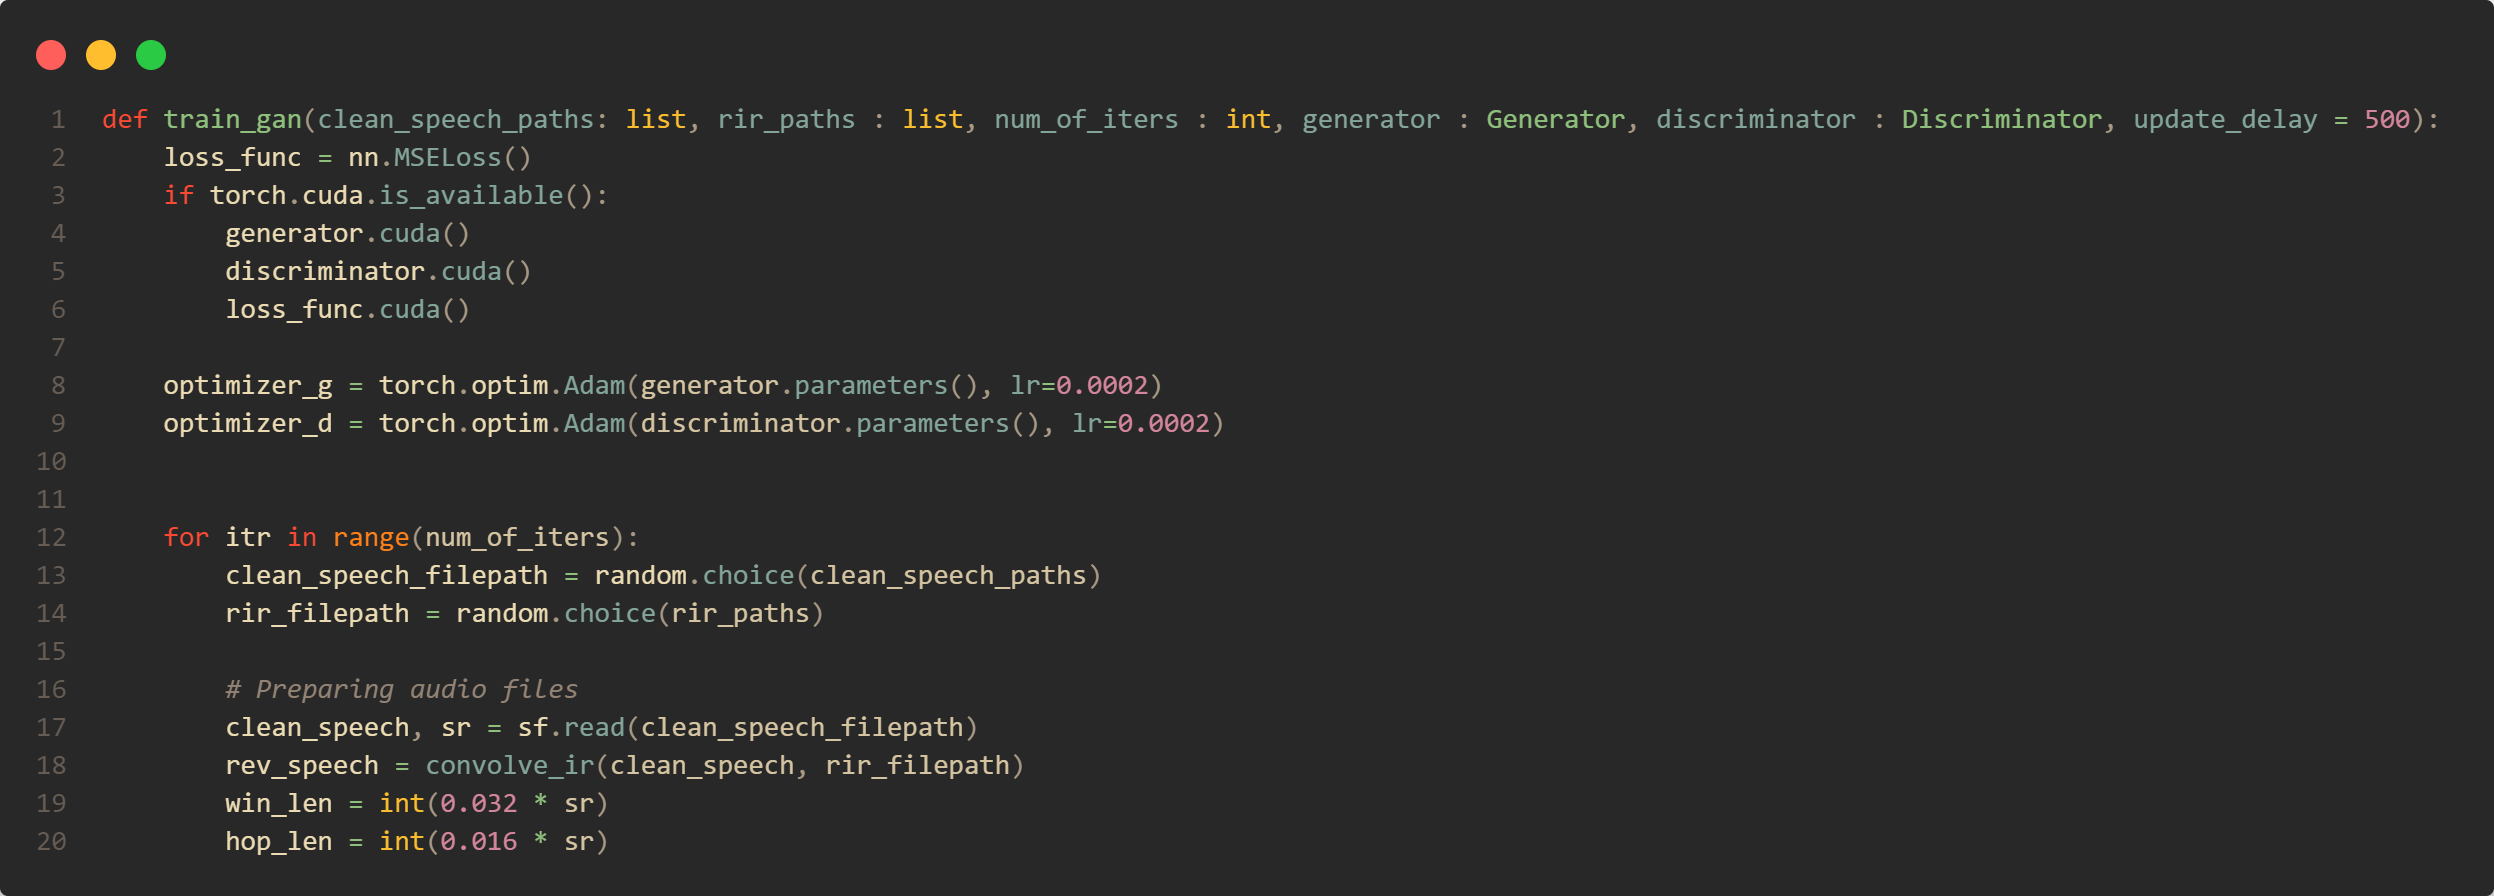 1 def train_gan(clean_speech_paths: list, rir_paths : list, num_of_iters : int, generator : Generator, discriminator : Discriminator, update_delay = 500):
2     loss_func = nn.MSELoss()
3     if torch.cuda.is_available():
4         generator.cuda()
5         discriminator.cuda()
6         loss_func.cuda()
7
8     optimizer_g = torch.optim.Adam(generator.parameters(), lr=0.0002)
9     optimizer_d = torch.optim.Adam(discriminator.parameters(), lr=0.0002)
10
11
12     for itr in range(num_of_iters):
13         clean_speech_filepath = random.choice(clean_speech_paths)
14         rir_filepath = random.choice(rir_paths)
15
16         # Preparing audio files
17         clean_speech, sr = sf.read(clean_speech_filepath)
18         rev_speech = convolve_ir(clean_speech, rir_filepath)
19         win_len = int(0.032 * sr)
20         hop_len = int(0.016 * sr)